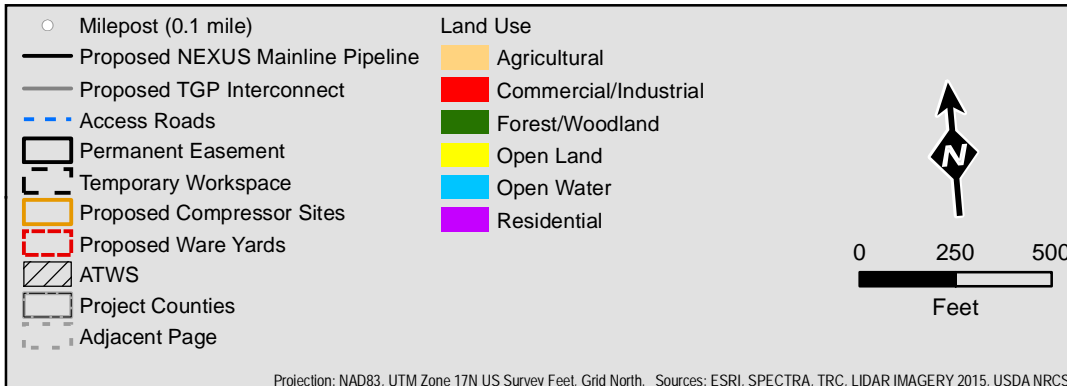 Milepost (0.1 mile)
Proposed NEXUS Mainline Pipeline
Proposed TGP Interconnect
Access Roads
Permanent Easement
Temporary Workspace
Proposed Compressor Sites
Proposed Ware Yards
ATWS
Project Counties
Adjacent Page
Land Use
Agricultural
Commercial/Industrial
Forest/Woodland
Open Land
Open Water
Residential
N
0 250 500
Feet
Projection: NAD83, UTM Zone 17N US Survey Feet, Grid North. Sources: ESRI, SPECTRA, TRC, LIDAR IMAGERY 2015, USDA NRCS